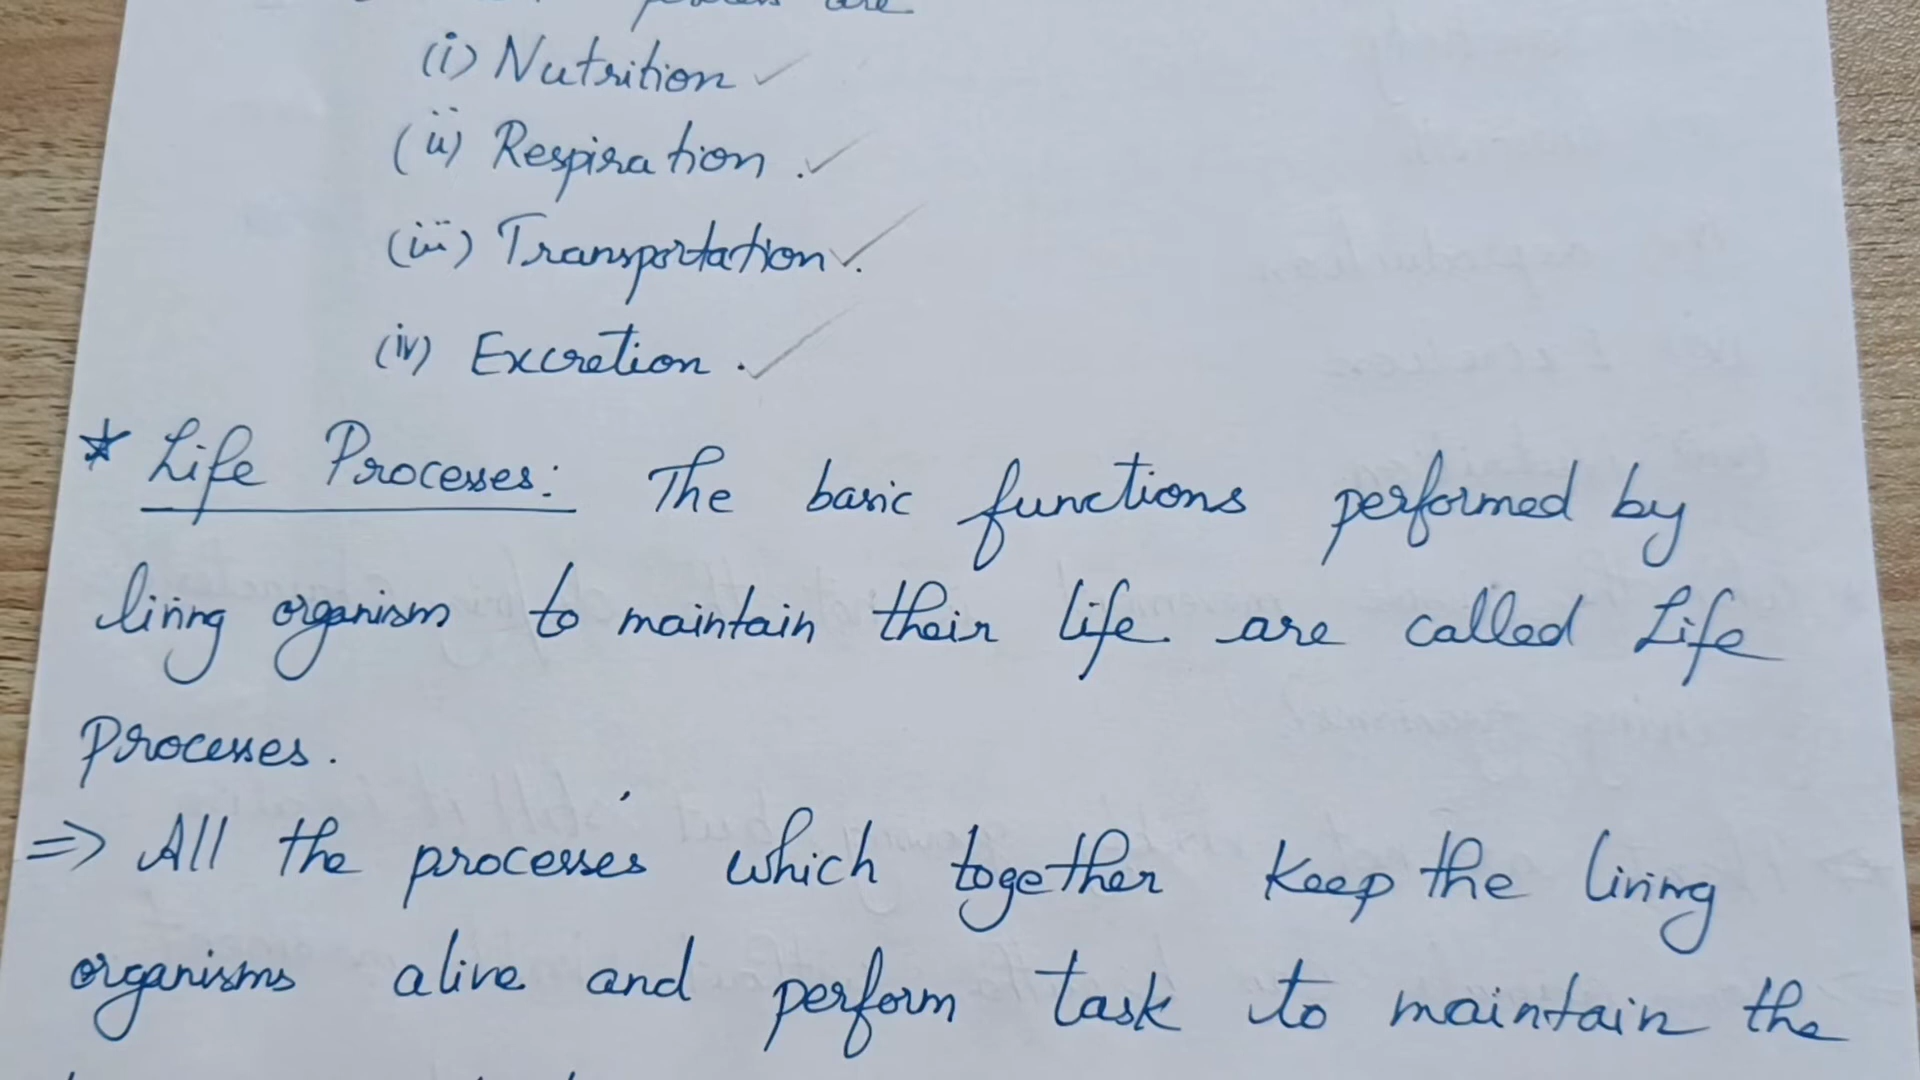 process are
(i) Nutrition
(ii) Respiration.
(iii) Transportation.
(iv) Excretion.
* Life Processes: The basic functions performed by
living organism to maintain their life are called Life
processes.
⇒ All the processes which together keep the living
organisms alive and perform task to maintain the